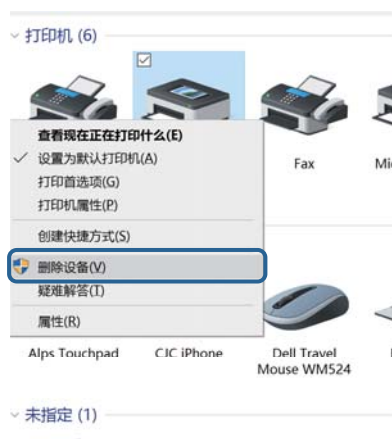 打印机 (6)
查看现在正在打印什么(E)
设置为默认打印机(A)
打印首选项(G)
打印机属性(P)
创建快捷方式(S)
删除设备(V)
疑难解答(T)
属性(R)
Fax
Alps Touchpad
CJC iPhone
Dell Travel
Mouse WM524
未指定 (1)